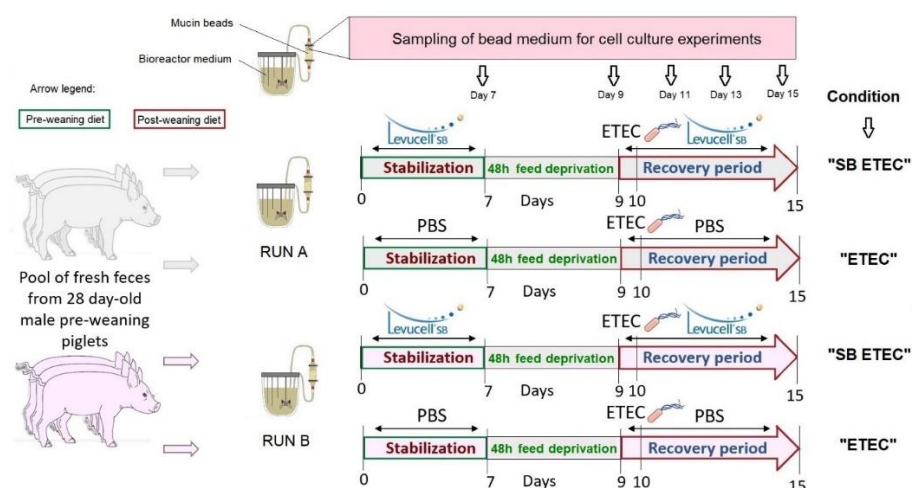 Mucin beads
Bioreactor medium
Sampling of bead medium for cell culture experiments
Day 7
Day 9
Day 11
Day 13
Day 15
Condition
Arrow legend:
Pre-weaning diet
Post-weaning diet
Pool of fresh feces
from 28 day-old
male pre-weaning
piglets
RUN A
Levucell SB
ETEC
Levucell SB
Stabilization
48h feed deprivation
Recovery period
"SB ETEC"
0
7
Days
9
10
15
PBS
ETEC
PBS
Stabilization
48h feed deprivation
Recovery period
"ETEC"
0
7
Days
9
10
15
RUN B
Levucell SB
ETEC
Levucell SB
Stabilization
48h feed deprivation
Recovery period
"SB ETEC"
0
7
Days
9
10
15
PBS
ETEC
PBS
Stabilization
48h feed deprivation
Recovery period
"ETEC"
0
7
Days
9
10
15